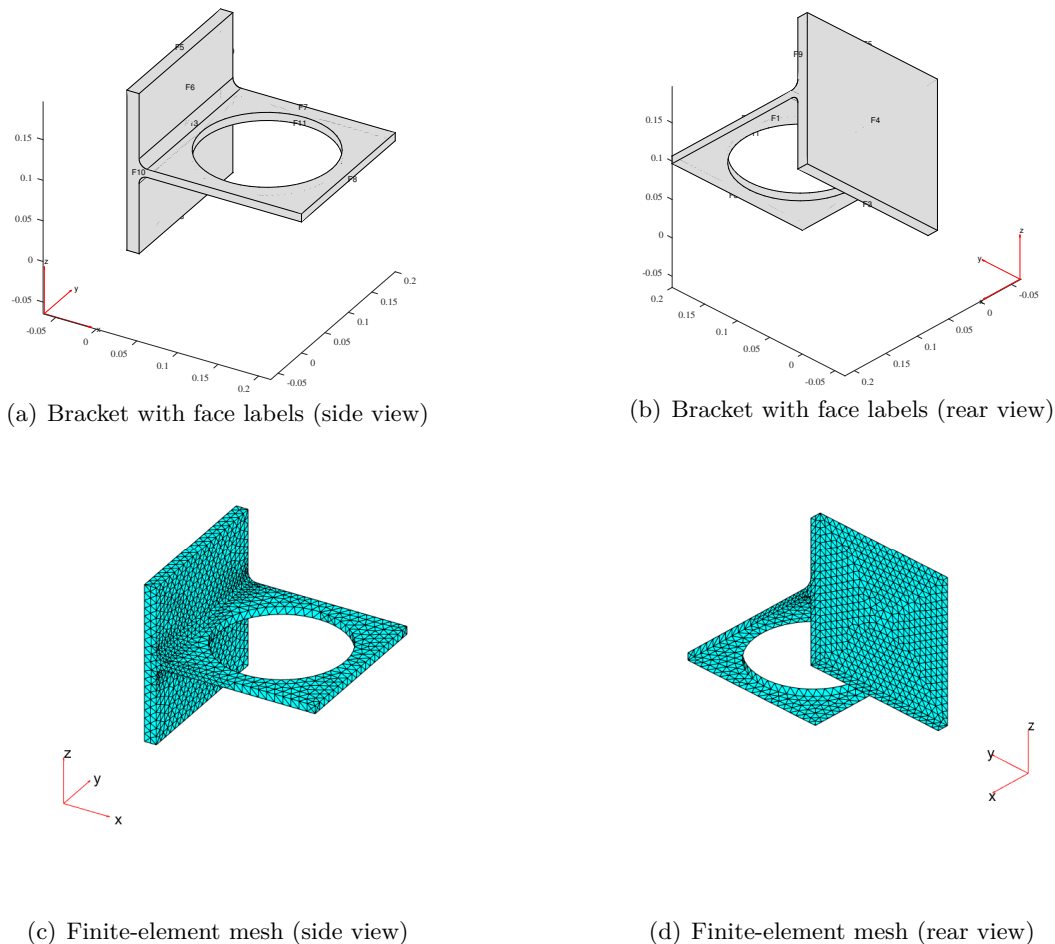 F5
F6
0.15
F7
13
F11
0.1
F10
F8
0.05
0
z
y
-0.05
x
-0.05
0
0.05
0.1
0.15
0.2
-0.05
0
0.05
0.1
0.15
0.2
(a) Bracket with face labels (side view)
F9
0.15
F1
F4
0.1
0.05
F3
0
z
y
-0.05
x
-0.05
0
0.05
0.1
0.15
0.2
0.2
0.15
0.1
0.05
0
-0.05
(b) Bracket with face labels (rear view)
z
y
x
(c) Finite-element mesh (side view)
z
y
x
(d) Finite-element mesh (rear view)